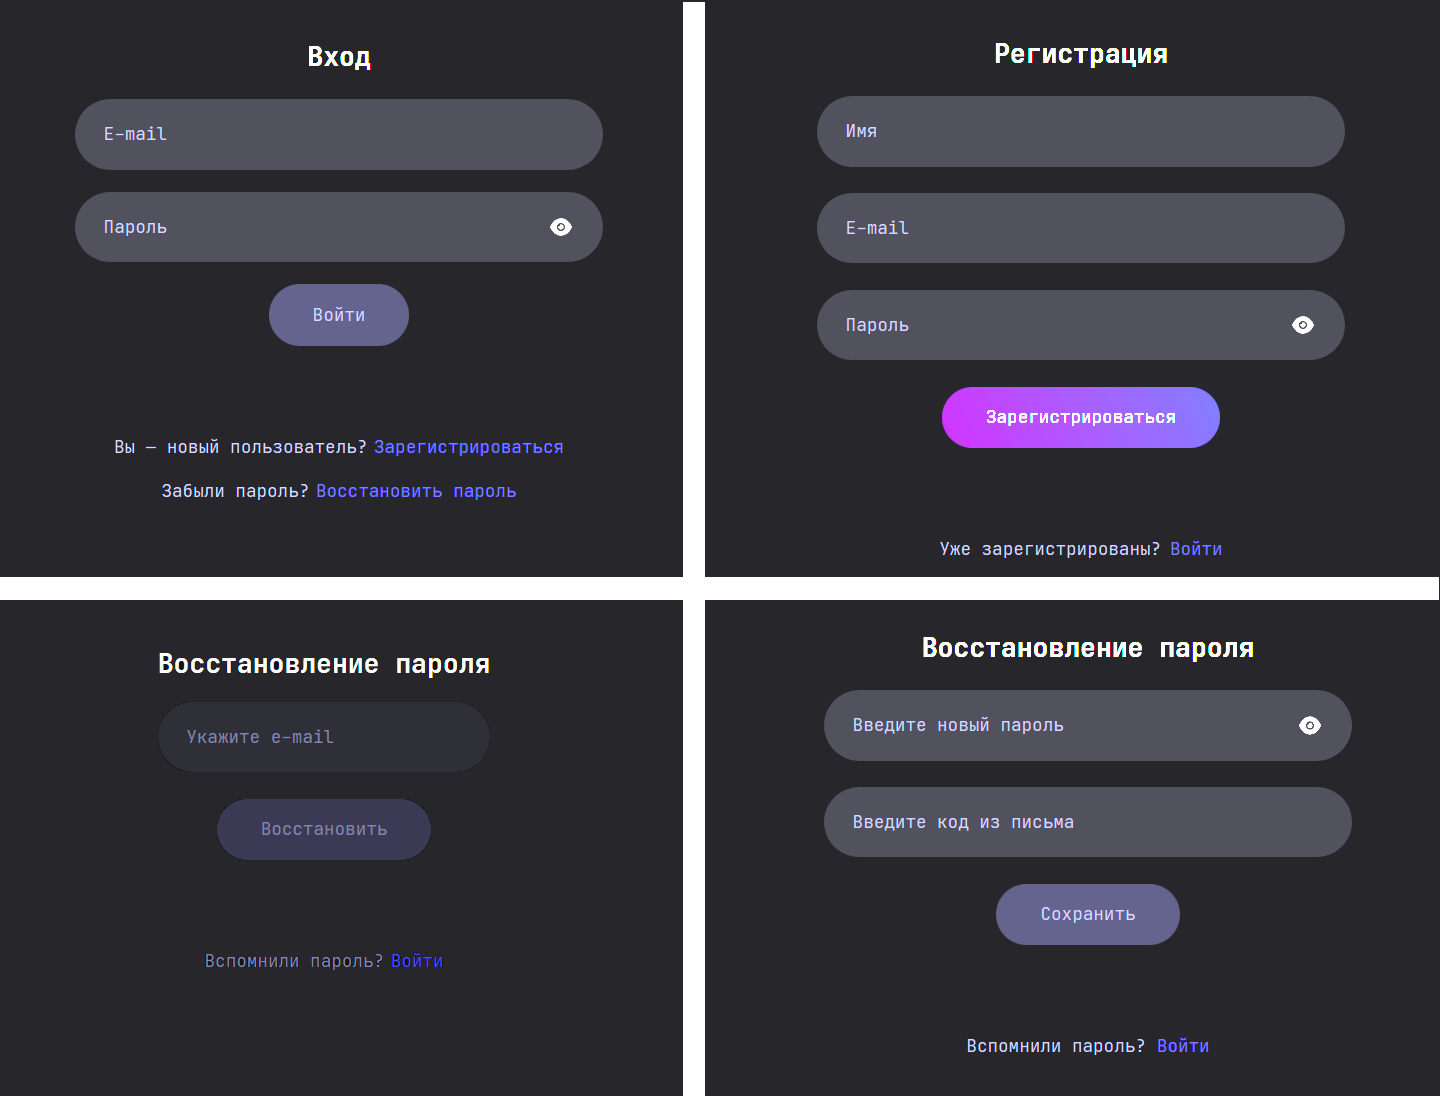 Вход
E-mail
Пароль
Войти
Вы — новый пользователь? Зарегистрироваться
Забыли пароль? Восстановить пароль
Регистрация
Имя
E-mail
Пароль
Зарегистрироваться
Уже зарегистрированы? Войти
Восстановление пароля
Укажите e-mail
Восстановить
Вспомнили пароль? Войти
Восстановление пароля
Введите новый пароль
Введите код из письма
Сохранить
Вспомнили пароль? Войти